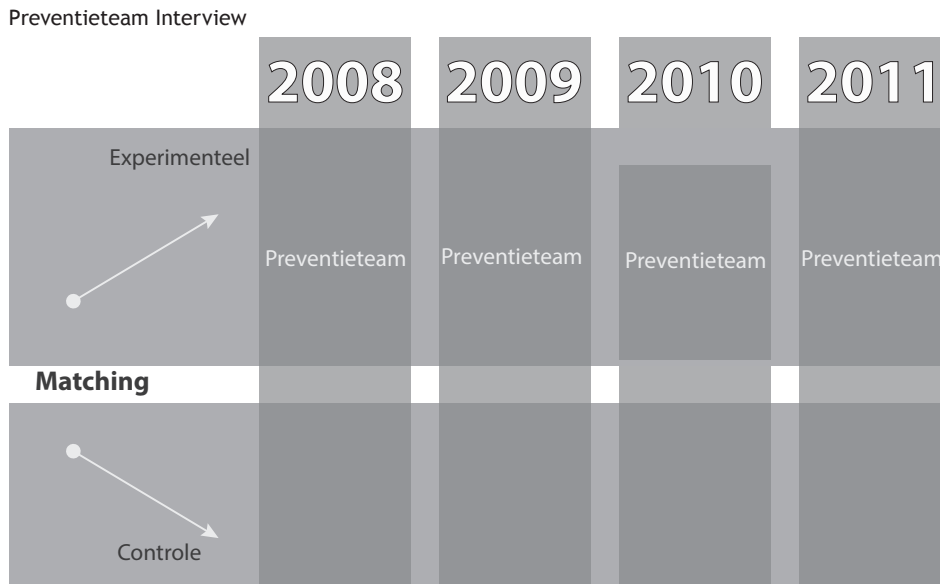 Preventieteam Interview
2008 2009 2010 2011
Experimenteel
Preventieteam Preventieteam Preventieteam Preventieteam
Matching
Controle